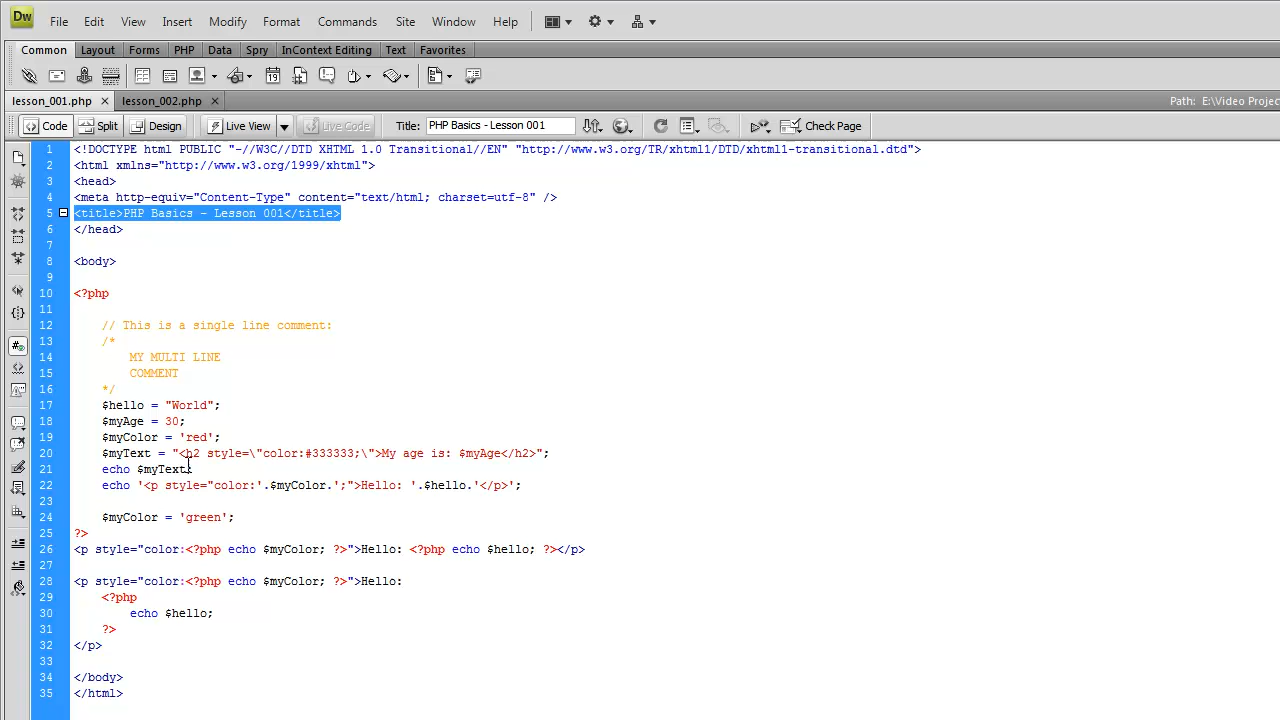 Dw File Edit View Insert Modify Format Commands Site Window Help
Common Layout Forms PHP Data Spry InContext Editing Text Favorites
19
lesson_001.php × lesson_002.php × Path: E:\Video Projec
Code Split Design Live View Live Code Title: PHP Basics - Lesson 001 Check Page
1 <!DOCTYPE html PUBLIC "-//W3C//DTD XHTML 1.0 Transitional//EN" "http://www.w3.org/TR/xhtml1/DTD/xhtml1-transitional.dtd">
2 <html xmlns="http://www.w3.org/1999/xhtml">
3 <head>
4 <meta http-equiv="Content-Type" content="text/html; charset=utf-8" />
5 <title>PHP Basics - Lesson 001</title>
6 </head>
7
8 <body>
9
10 <?php
11
12 // This is a single line comment:
13 /*
14 MY MULTI LINE
15 COMMENT
16 */
17 $hello = "World";
18 $myAge = 30;
19 $myColor = 'red';
20 $myText = "<h2 style=\"color:#333333;\">My age is: $myAge</h2>";
21 echo $myText;
22 echo '<p style="color:'.$myColor.';">Hello: '.$hello.'</p>';
23
24 $myColor = 'green';
25 ?>
26 <p style="color:<?php echo $myColor; ?>">Hello: <?php echo $hello; ?></p>
27
28 <p style="color:<?php echo $myColor; ?>">Hello:
29 <?php
30 echo $hello;
31 ?>
32 </p>
33
34 </body>
35 </html>